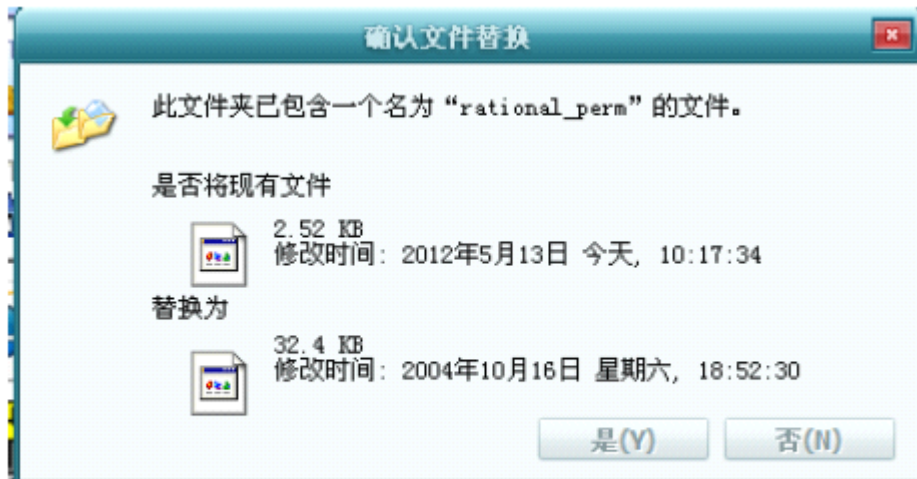 确认文件替换
此文件夹已包含一个名为“rational_perm”的文件。
是否将现有文件
2.52 KB
修改时间: 2012年5月13日 今天, 10:17:34
替换为
32.4 KB
修改时间: 2004年10月16日 星期六, 18:52:30
是(Y) 否(N)